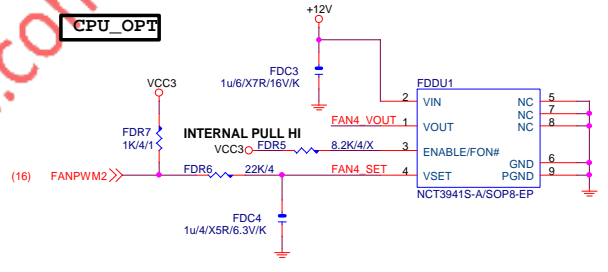 CPU_OPT
+12V
FDC3
1u/6/X7R/16V/K
FDDU1
2 VIN NC 5
NC 7
FAN4_VOUT 1 VOUT NC 8
VCC3
FDR7
1K/4/1
INTERNAL PULL HI
VCC3 FDR5 8.2K/4/X 3 ENABLE/FON#
GND 6
(16) FANPWM2 FDR6 22K/4 FAN4_SET 4 VSET PGND 9
NCT3941S-A/SOP8-EP
FDC4
1u/4/X5R/6.3V/K
.com